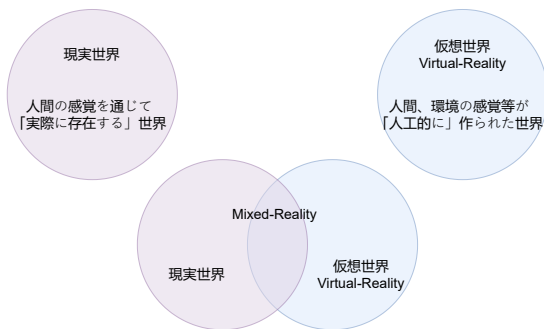 現実世界
人間の感覚を通じて
「実際に存在する」世界
仮想世界
Virtual-Reality
人間、環境の感覚等が
「人工的に」作られた世界
Mixed-Reality
現実世界
仮想世界
Virtual-Reality